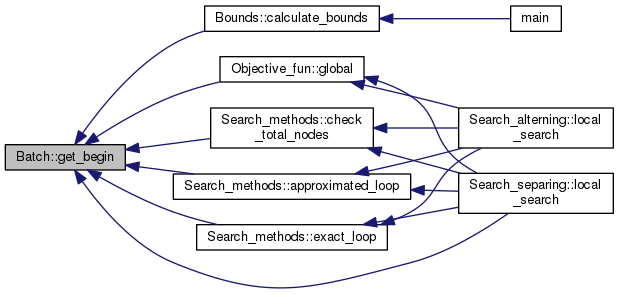 Bounds::calculate_bounds
main
Objective_fun::global
Search_methods::check
_total_nodes
Search_alterning::local
_search
Batch::get_begin
Search_methods::approximated_loop
Search_separing::local
_search
Search_methods::exact_loop